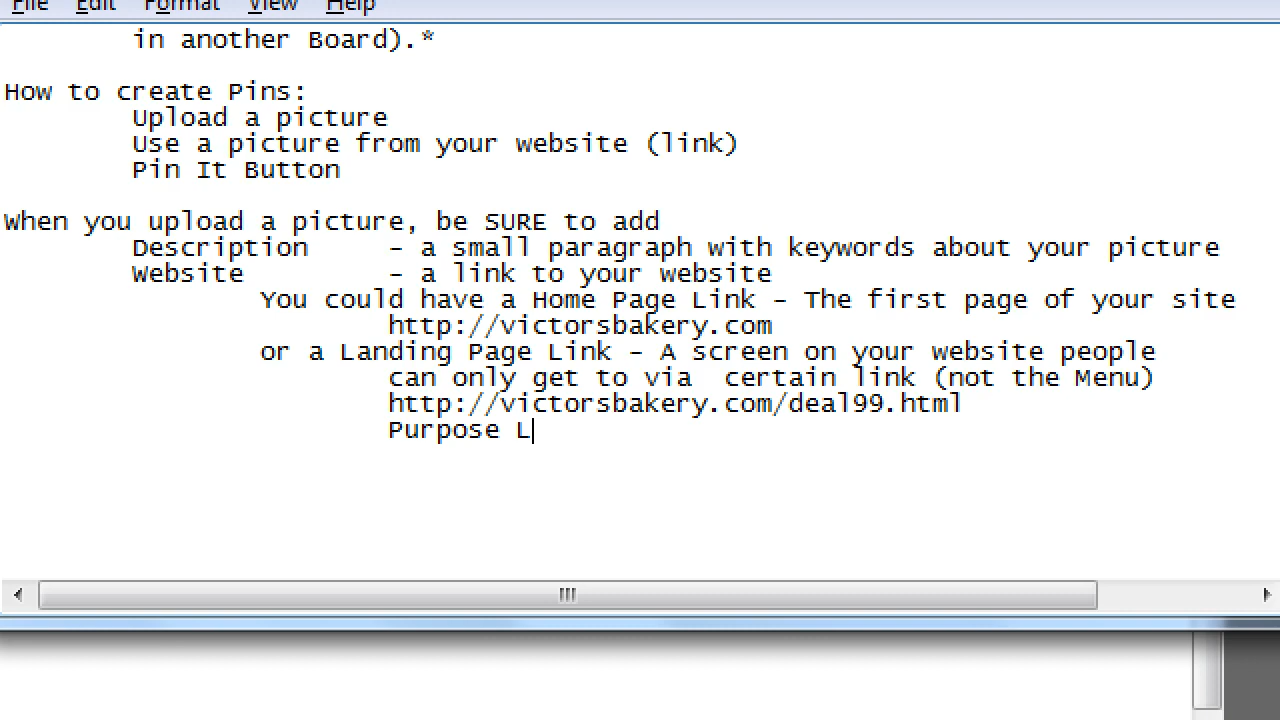 File Edit Format View Help
in another Board).*
How to create Pins:
Upload a picture
Use a picture from your website (link)
Pin It Button
When you upload a picture, be SURE to add
Description - a small paragraph with keywords about your picture
Website - a link to your website
You could have a Home Page Link - The first page of your site
http://victorsbakery.com
or a Landing Page Link - A screen on your website people
can only get to via certain link (not the Menu)
http://victorsbakery.com/deal99.html
Purpose L